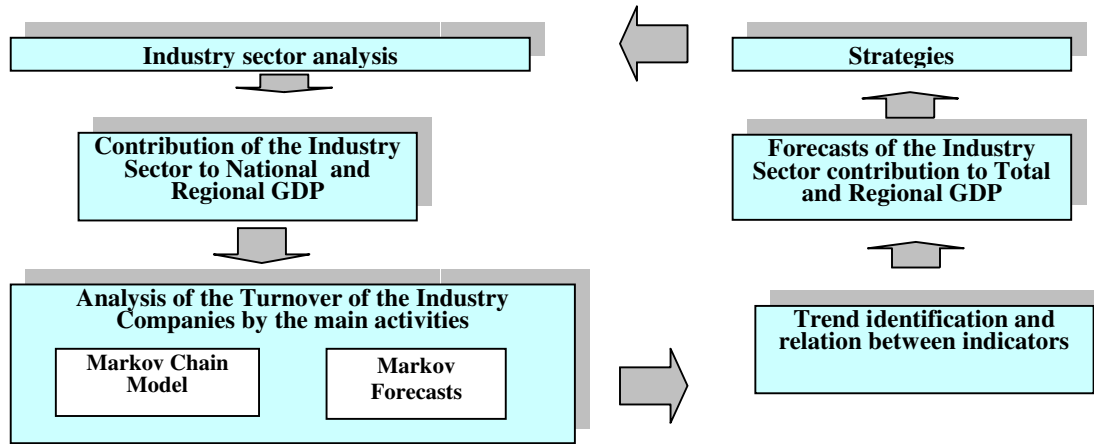 Industry sector analysis
Contribution of the Industry
Sector to National and
Regional GDP
Analysis of the Turnover of the Industry
Companies by the main activities
Markov Chain
Model
Markov
Forecasts
Trend identification and
relation between indicators
Forecasts of the Industry
Sector contribution to Total
and Regional GDP
Strategies